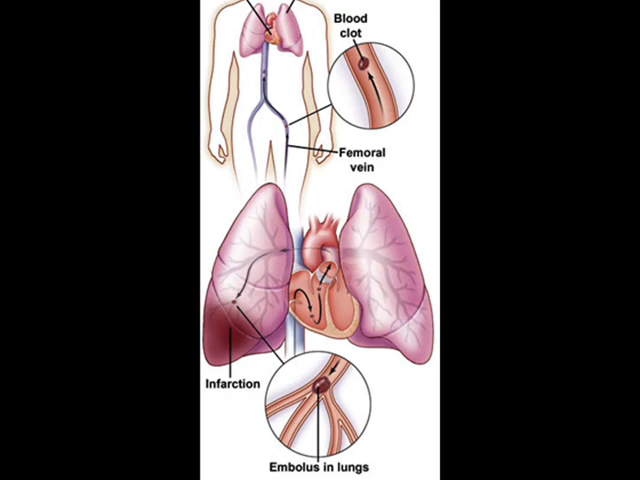 Blood
clot
Femoral
vein
Infarction
Embolus in lungs